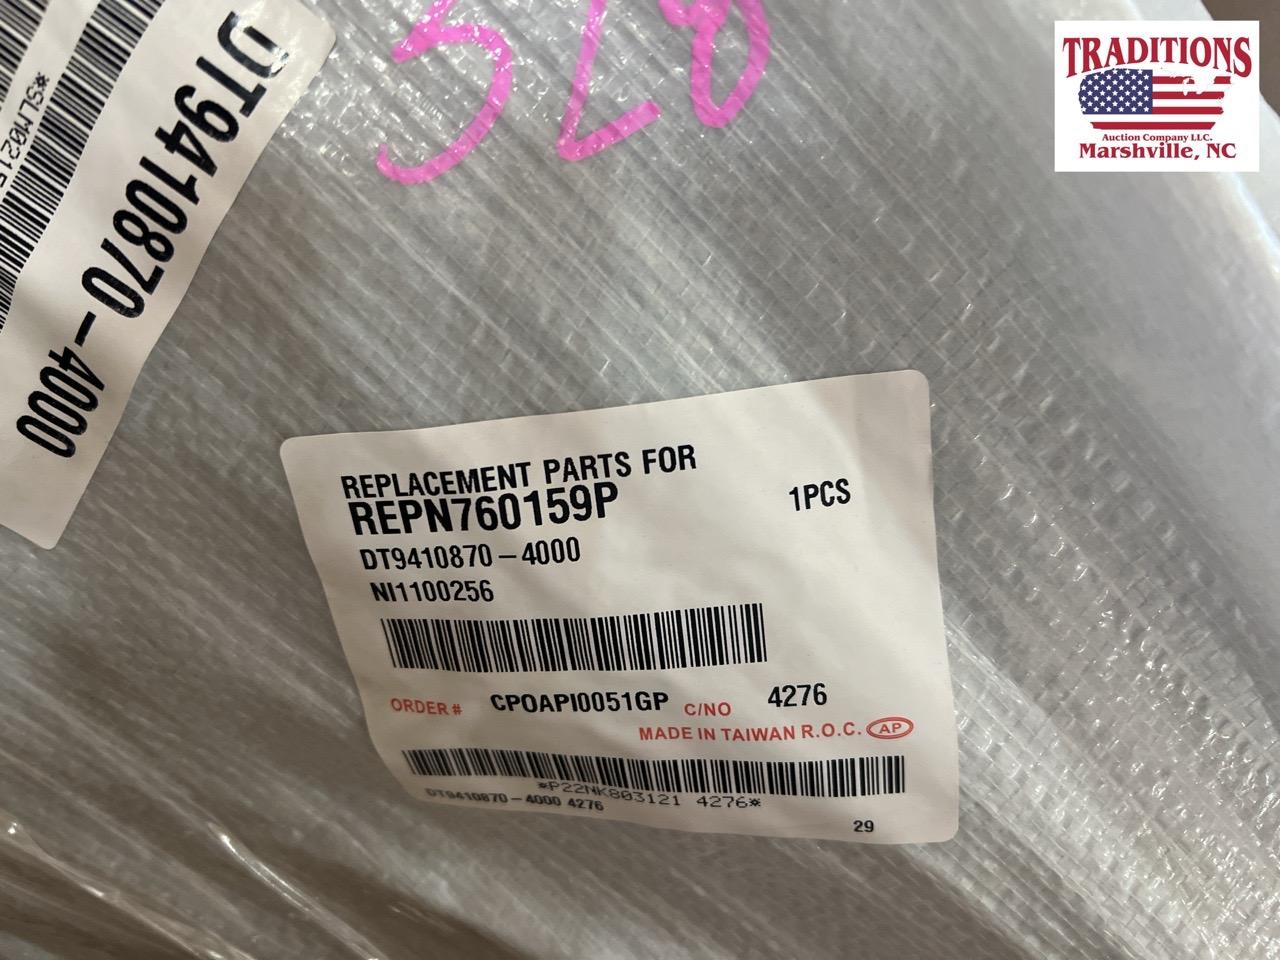 528
TRADITIONS
Auction Company LLC.
Marshville, NC
DT9410870-4000
REPLACEMENT PARTS FOR
REPN760159P
1PCS
DT9410870-4000
NI1100256
ORDER # CPOAPI0051GP C/NO 4276
MADE IN TAIWAN R.O.C. AP
*P22NK803121 4276*
DT9410870-4000 4276
29